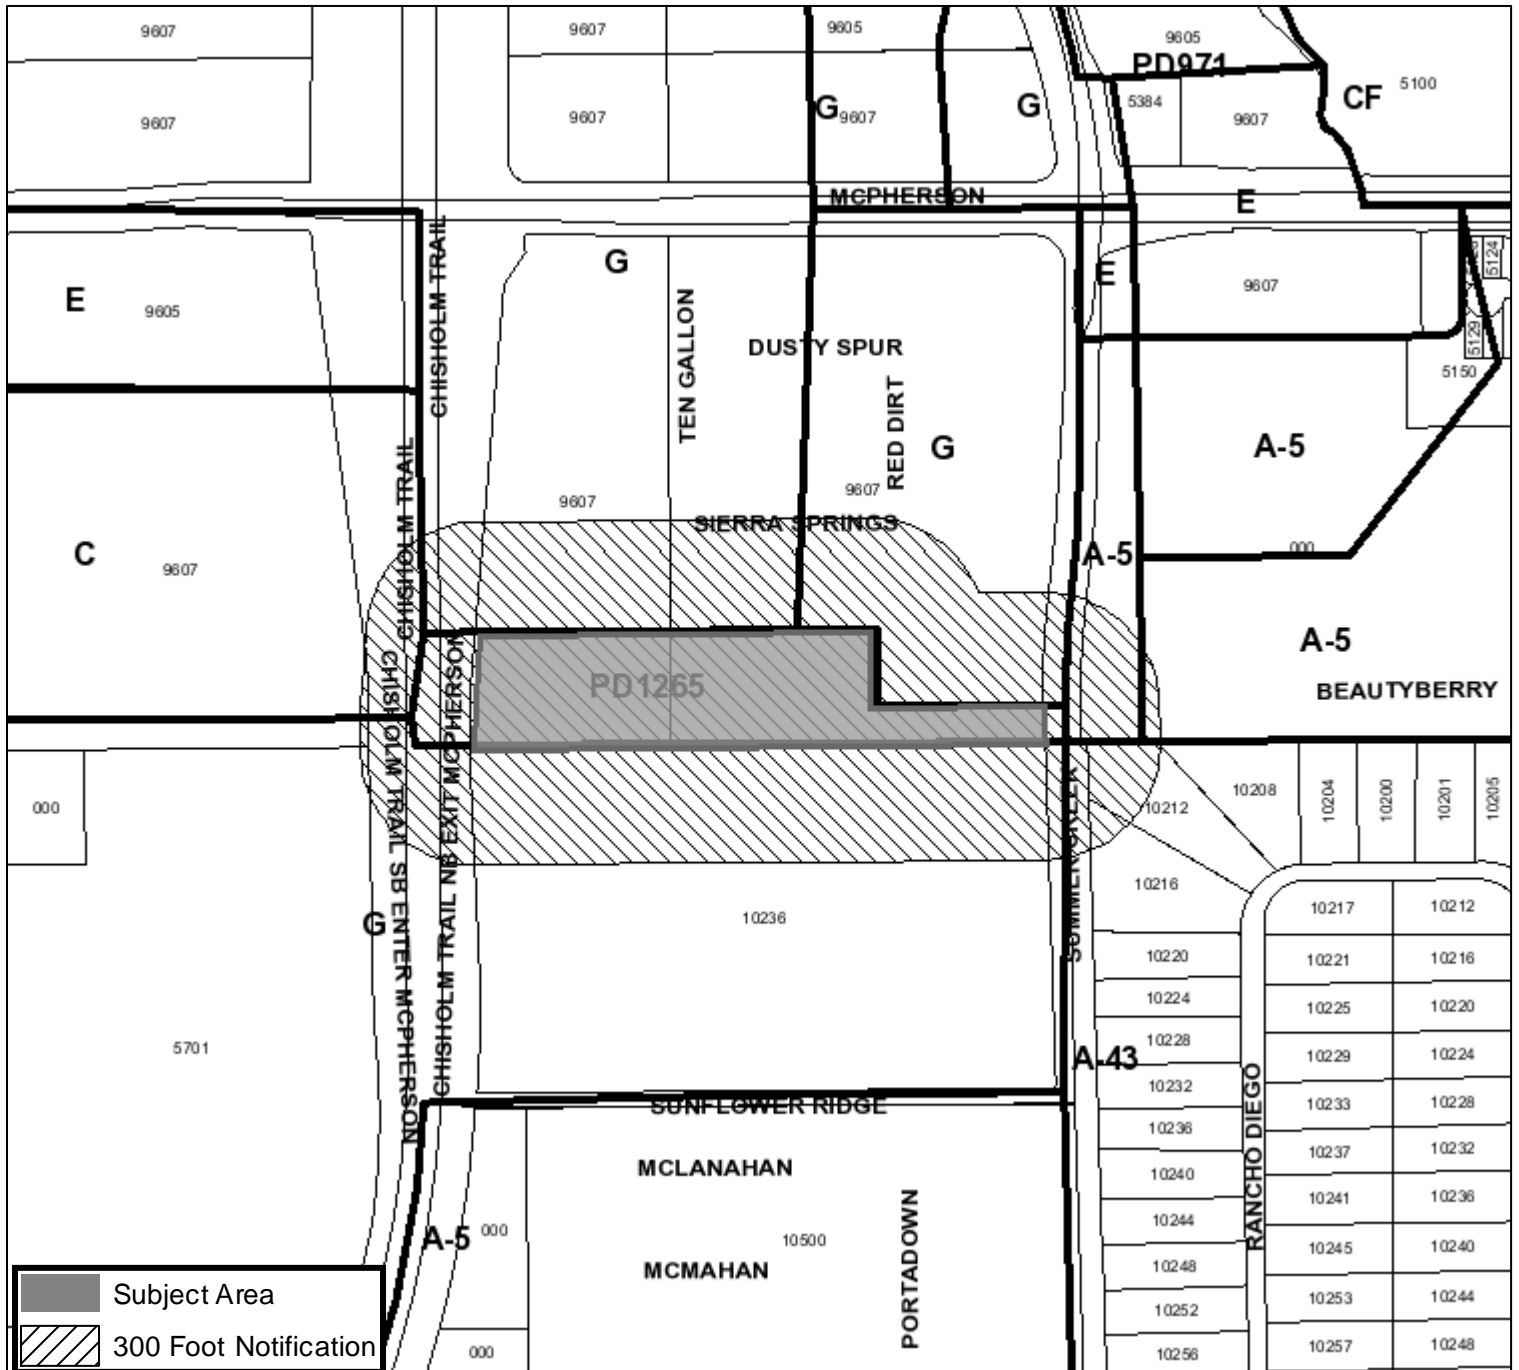 9607
9607
9605
9605
PD971
CF
5100
5384
9607
9607
9607
G
9607
G
MCPHERSON
E
CHISHOLM TRAIL
G
E
E
9605
9607
5124
5129
5150
TEN GALLON
DUSTY SPUR
RED DIRT
G
A-5
9607
9607
SIERRA SPRINGS
CHISHOLM TRAIL
C
9607
A-5
000
A-5
BEAUTYBERRY
PD1265
CHISHOLM TRAIL SB ENTER MCPHERSON
CHISHOLM TRAIL NB EXIT MCPHERSON
SUMMER CREEK
000
10212
10208
10204
10200
10201
10205
10216
G
10236
10217
10212
10220
10221
10216
10224
10225
10220
10228
A-43
10229
10224
5701
10232
10233
10228
SUNFLOWER RIDGE
10236
10237
10232
RANCHO DIEGO
MCLANAHAN
10240
10241
10236
A-5
000
10500
PORTADOWN
10244
10245
10240
MCMAHAN
10248
10253
10244
10252
10257
10248
10256
000
Subject Area
300 Foot Notification